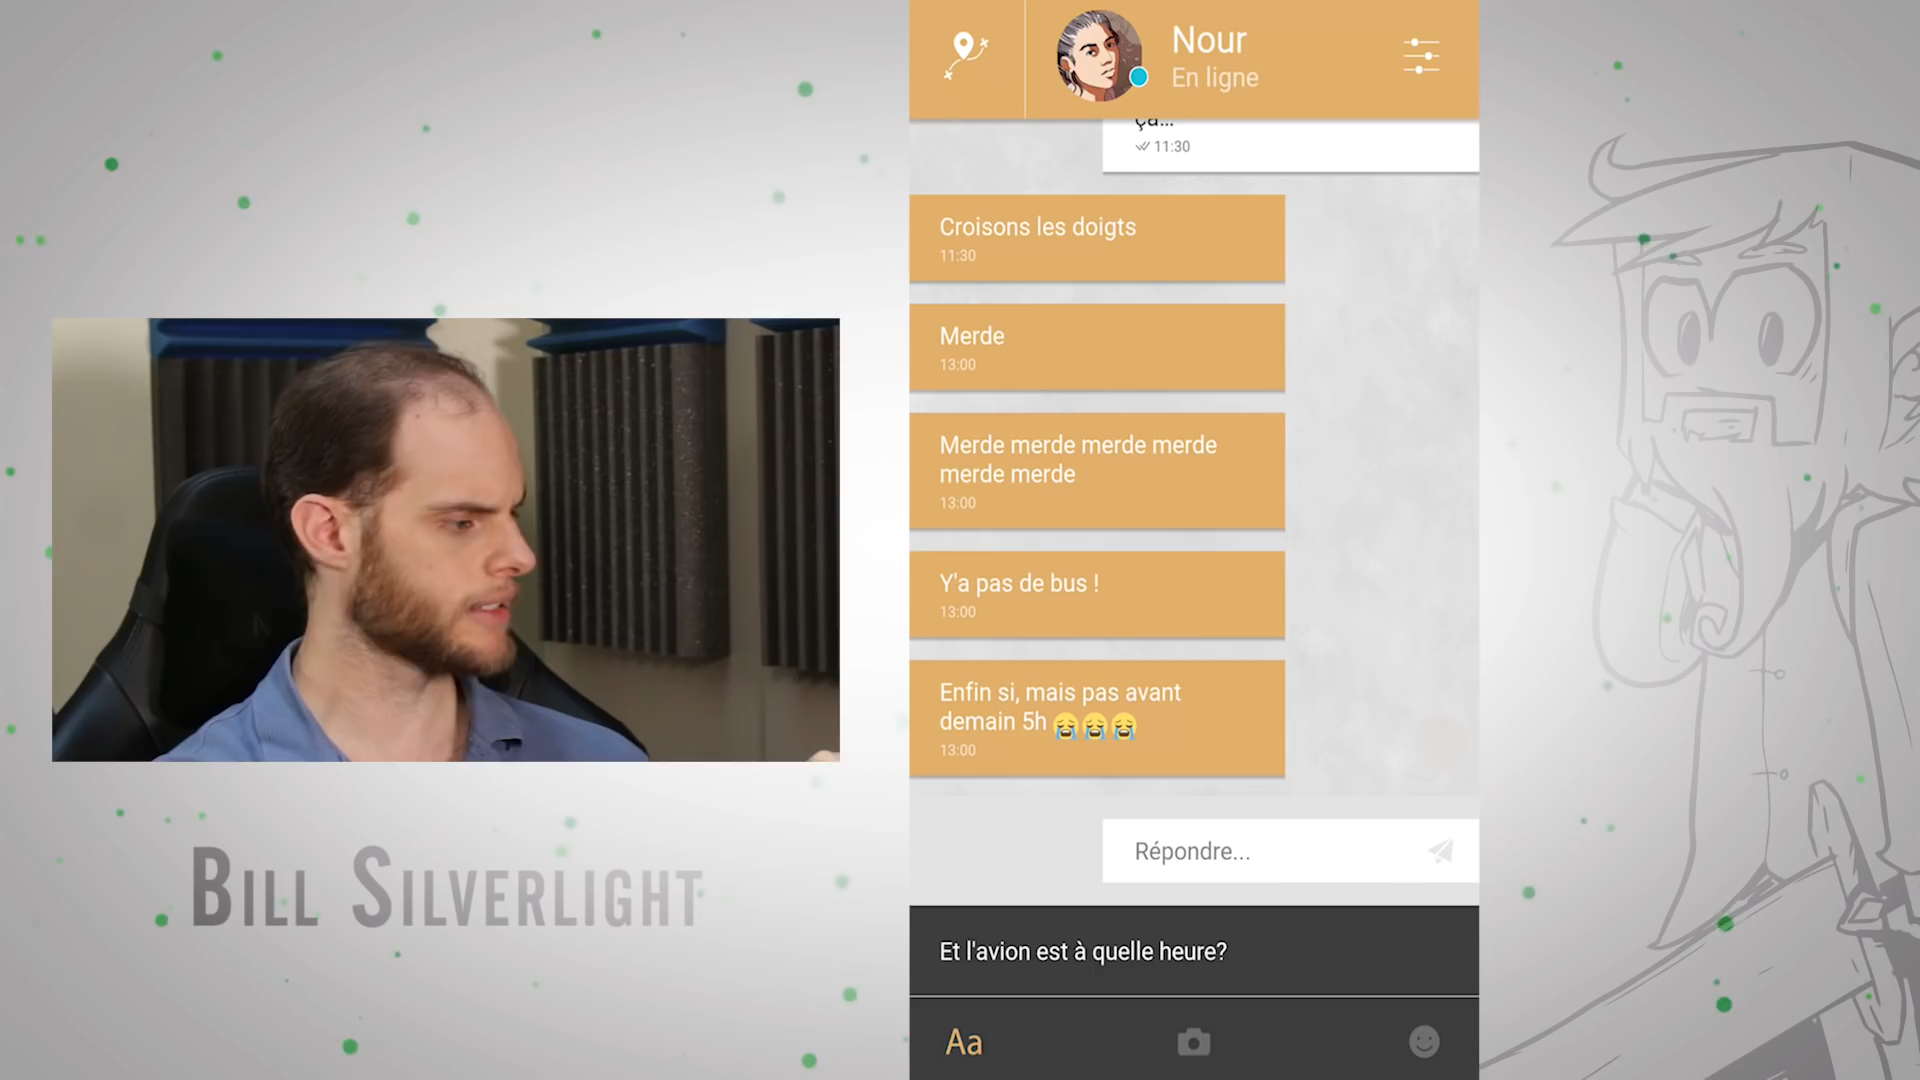 Nour
En ligne
ça...
11:30
Croisons les doigts
11:30
Merde
13:00
Merde merde merde merde
merde merde
13:00
Y'a pas de bus !
13:00
Enfin si, mais pas avant
demain 5h 😭😭😭
13:00
Répondre...
Et l'avion est à quelle heure?
Aa
BILL SILVERLIGHT